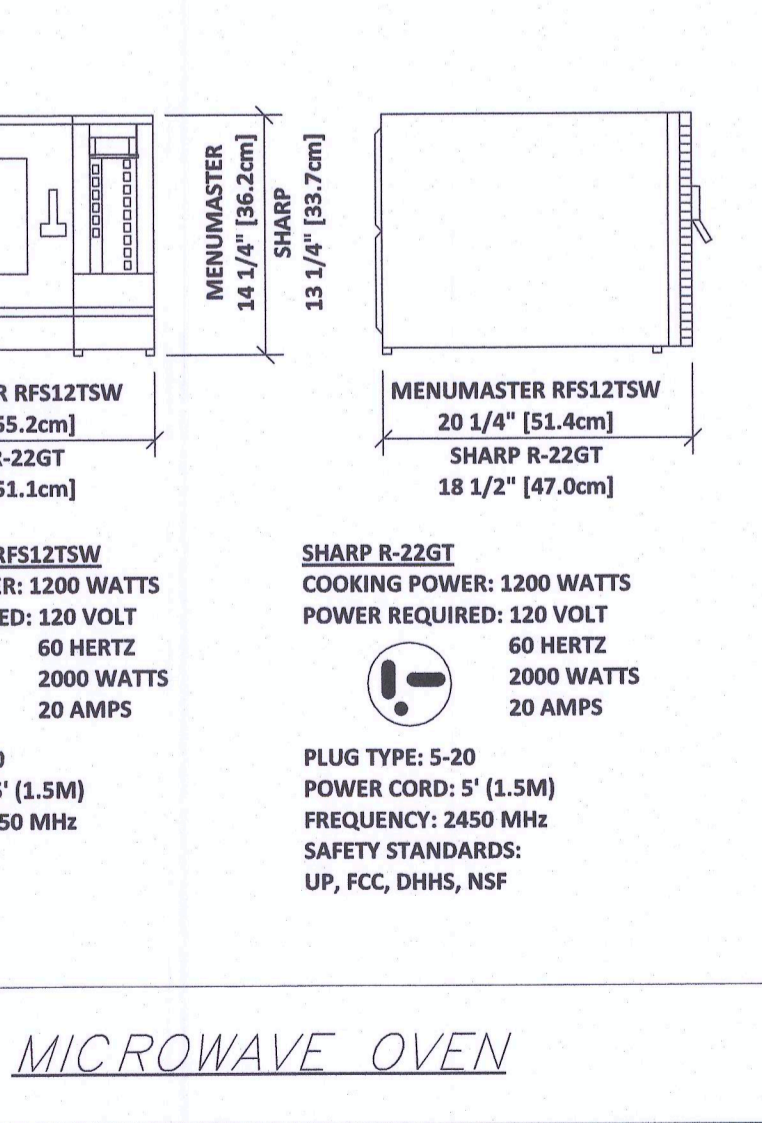 MENUMASTER
14 1/4" [36.2cm]
SHARP
13 1/4" [33.7cm]
R RFS12TSW
55.2cm]
R-22GT
51.1cm]
MENUMASTER RFS12TSW
20 1/4" [51.4cm]
SHARP R-22GT
18 1/2" [47.0cm]
RFS12TSW
ER: 1200 WATTS
ED: 120 VOLT
60 HERTZ
2000 WATTS
20 AMPS
0
5' (1.5M)
50 MHz
SHARP R-22GT
COOKING POWER: 1200 WATTS
POWER REQUIRED: 120 VOLT
60 HERTZ
2000 WATTS
20 AMPS
PLUG TYPE: 5-20
POWER CORD: 5' (1.5M)
FREQUENCY: 2450 MHz
SAFETY STANDARDS:
UP, FCC, DHHS, NSF
MICROWAVE OVEN